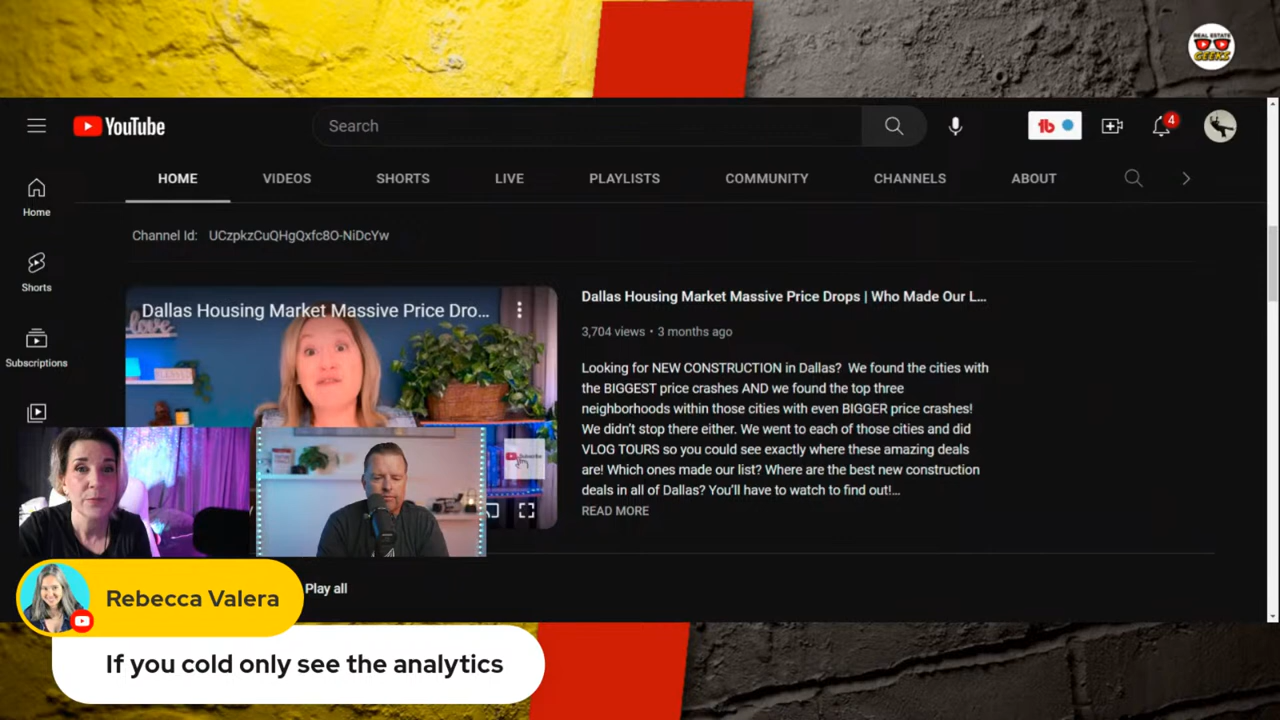 REAL ESTATE
GEEKS
YouTube
Search
4
HOME
VIDEOS
SHORTS
LIVE
PLAYLISTS
COMMUNITY
CHANNELS
ABOUT
Home
Shorts
Subscriptions
Channel Id: UCzpkzCuQHgQxfc8O-NiDcYw
Dallas Housing Market Massive Price Dro...
love
Subscribe
Dallas Housing Market Massive Price Drops | Who Made Our L...
3,704 views • 3 months ago
Looking for NEW CONSTRUCTION in Dallas? We found the cities with
the BIGGEST price crashes AND we found the top three
neighborhoods within those cities with even BIGGER price crashes!
We didn't stop there either. We went to each of those cities and did
VLOG TOURS so you could see exactly where these amazing deals
are! Which ones made our list? Where are the best new construction
deals in all of Dallas? You'll have to watch to find out!...
READ MORE
Play all
Rebecca Valera
If you cold only see the analytics